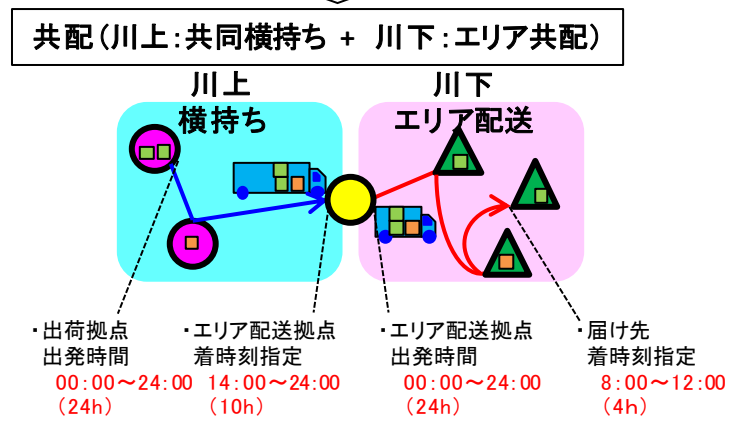 共配(川上:共同横持ち + 川下:エリア共配)
川上
横持ち
川下
エリア配送
・出荷拠点
出発時間
00:00～24:00
(24h)
・エリア配送拠点
着時刻指定
14:00～24:00
(10h)
・エリア配送拠点
出発時間
00:00～24:00
(24h)
・届け先
着時刻指定
8:00～12:00
(4h)